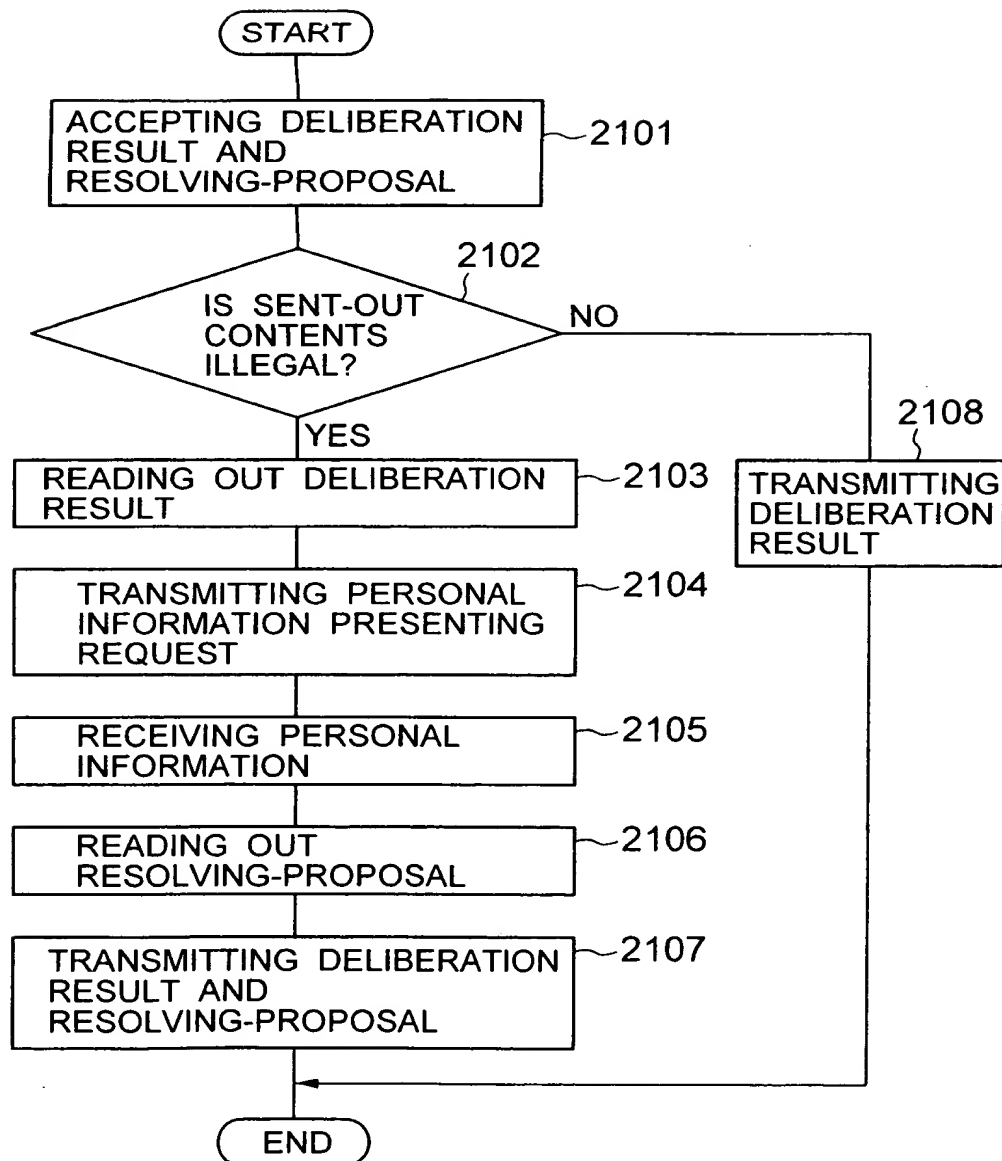 START
ACCEPTING DELIBERATION
RESULT AND
RESOLVING-PROPOSAL
2101
2102
IS SENT-OUT
CONTENTS
ILLEGAL?
NO
YES
2108
READING OUT DELIBERATION
RESULT
2103
TRANSMITTING
DELIBERATION
RESULT
TRANSMITTING PERSONAL
INFORMATION PRESENTING
REQUEST
2104
RECEIVING PERSONAL
INFORMATION
2105
READING OUT
RESOLVING-PROPOSAL
2106
TRANSMITTING DELIBERATION
RESULT AND
RESOLVING-PROPOSAL
2107
END